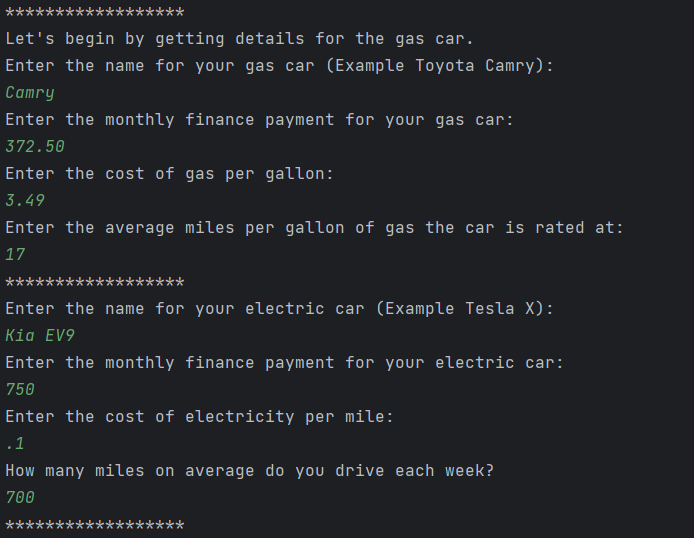 ******************
Let's begin by getting details for the gas car.
Enter the name for your gas car (Example Toyota Camry):
Camry
Enter the monthly finance payment for your gas car:
372.50
Enter the cost of gas per gallon:
3.49
Enter the average miles per gallon of gas the car is rated at:
17
******************
Enter the name for your electric car (Example Tesla X):
Kia EV9
Enter the monthly finance payment for your electric car:
750
Enter the cost of electricity per mile:
.1
How many miles on average do you drive each week?
700
******************